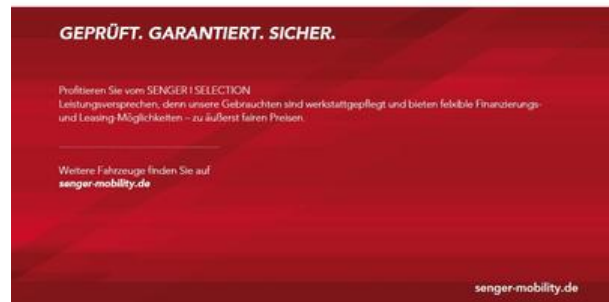 GEPRÜFT. GARANTIERT. SICHER.
Profitieren Sie vom SENGER I SELECTION
Leistungsversprechen, denn unsere Gebrauchten sind werkstattgepflegt und bieten felxible Finanzierungs-
und Leasing-Möglichkeiten – zu äußerst fairen Preisen.
Weitere Fahrzeuge finden Sie auf
senger-mobility.de
senger-mobility.de